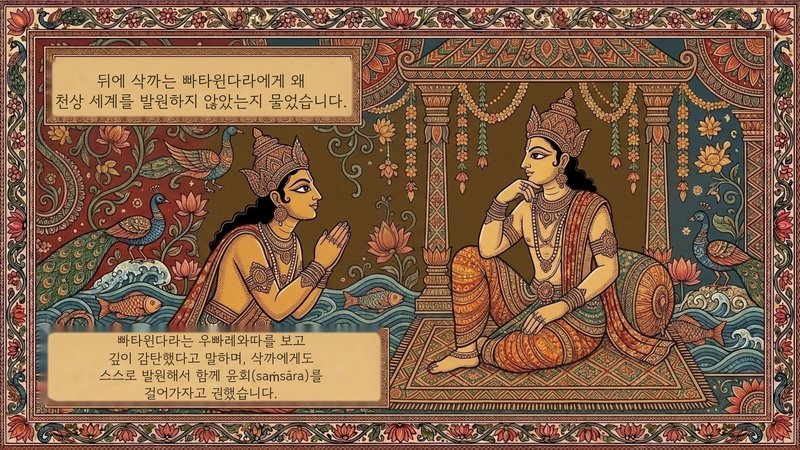 뒤에 삭까는 빠타윈다라에게 왜
천상 세계를 발원하지 않았는지 물었습니다.
빠타윈다라는 우빠레와따를 보고
깊이 감탄했다고 말하며, 삭까에게도
스스로 발원해서 함께 윤회(saṁsāra)를
걸어가자고 권했습니다.